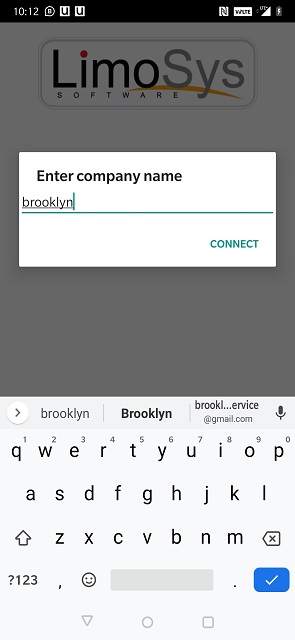 10:12
VoLTE
LimoSys
SOFTWARE
Enter company name
brooklyn
CONNECT
brooklyn Brooklyn brookl...ervice
@gmail.com
1 2 3 4 5 6 7 8 9 0
q w e r t y u i o p
a s d f g h j k l
z x c v b n m
?123 , .